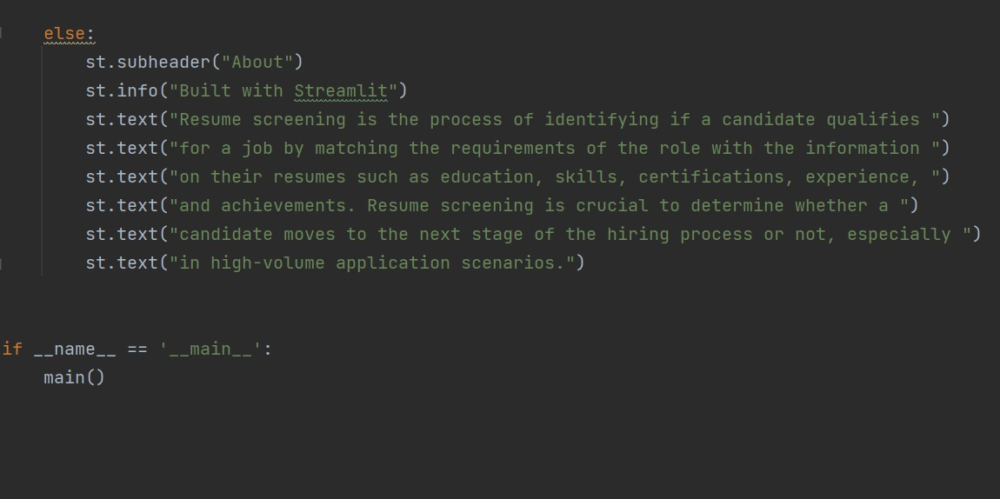 else:
st.subheader("About")
st.info("Built with Streamlit")
st.text("Resume screening is the process of identifying if a candidate qualifies ")
st.text("for a job by matching the requirements of the role with the information ")
st.text("on their resumes such as education, skills, certifications, experience, ")
st.text("and achievements. Resume screening is crucial to determine whether a ")
st.text("candidate moves to the next stage of the hiring process or not, especially ")
st.text("in high-volume application scenarios.")
if __name__ == '__main__':
main()